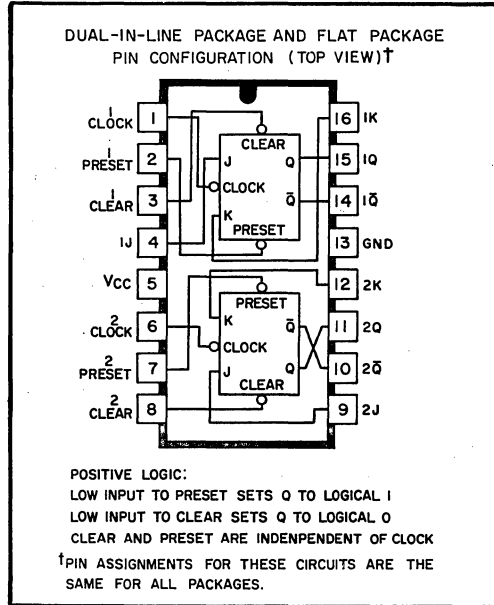 DUAL-IN-LINE PACKAGE AND FLAT PACKAGE
PIN CONFIGURATION (TOP VIEW)†
1 CLOCK 1
1 PRESET 2
1 CLEAR 3
1J 4
VCC 5
2 CLOCK 6
2 PRESET 7
2 CLEAR 8
16 1K
15 1Q
14 1Q̄
13 GND
12 2K
11 2Q
10 2Q̄
9 2J
CLEAR
J Q
CLOCK
K Q̄
PRESET
PRESET
K Q̄
CLOCK
J Q
CLEAR
POSITIVE LOGIC:
LOW INPUT TO PRESET SETS Q TO LOGICAL 1
LOW INPUT TO CLEAR SETS Q TO LOGICAL 0
CLEAR AND PRESET ARE INDENPENDENT OF CLOCK
†PIN ASSIGNMENTS FOR THESE CIRCUITS ARE THE
SAME FOR ALL PACKAGES.